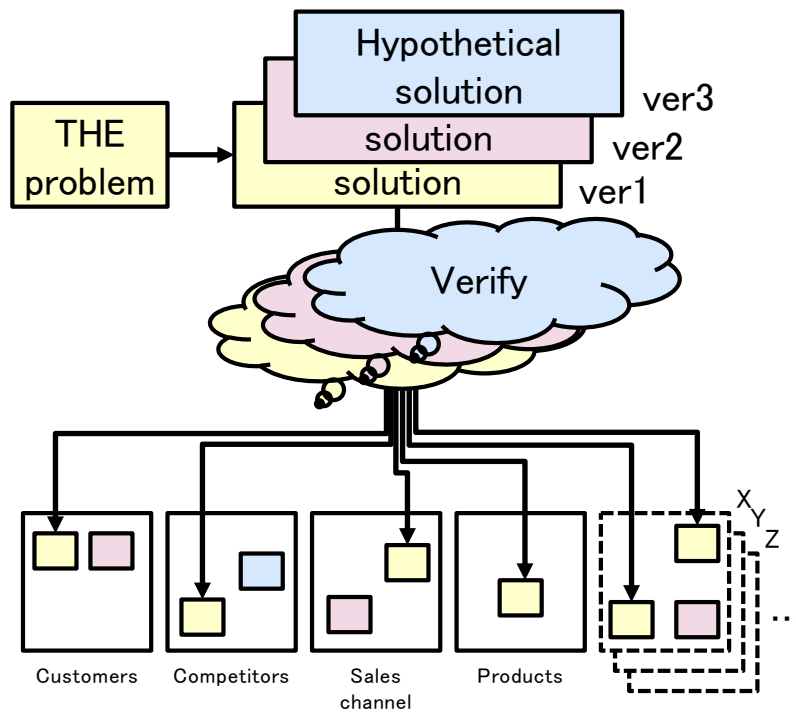 Hypothetical
solution
ver3
THE
problem
solution
ver2
solution
ver1
Verify
X
Y
Z
..
Customers
Competitors
Sales
channel
Products